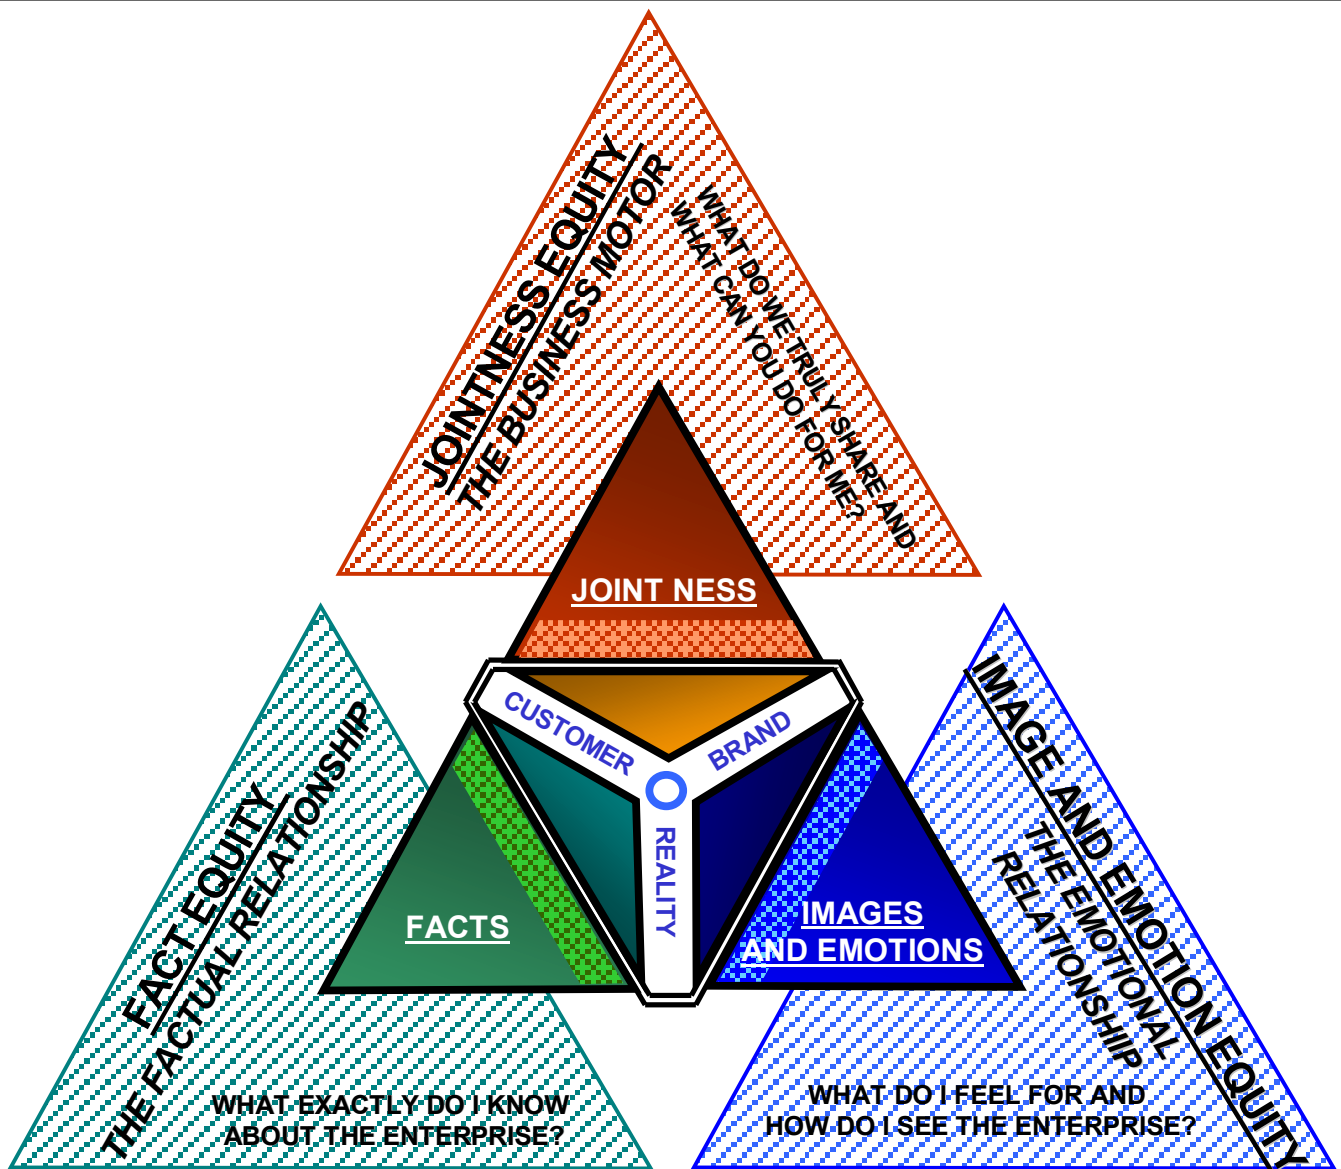 JOINTNESS EQUITY
THE BUSINESS MOTOR
WHAT DO WE TRULY SHARE AND
WHAT CAN YOU DO FOR ME?
JOINT NESS
CUSTOMER
BRAND
REALITY
FACT EQUITY
THE FACTUAL RELATIONSHIP
FACTS
WHAT EXACTLY DO I KNOW
ABOUT THE ENTERPRISE?
IMAGES
AND EMOTIONS
IMAGE AND EMOTION EQUITY
THE EMOTIONAL
RELATIONSHIP
WHAT DO I FEEL FOR AND
HOW DO I SEE THE ENTERPRISE?